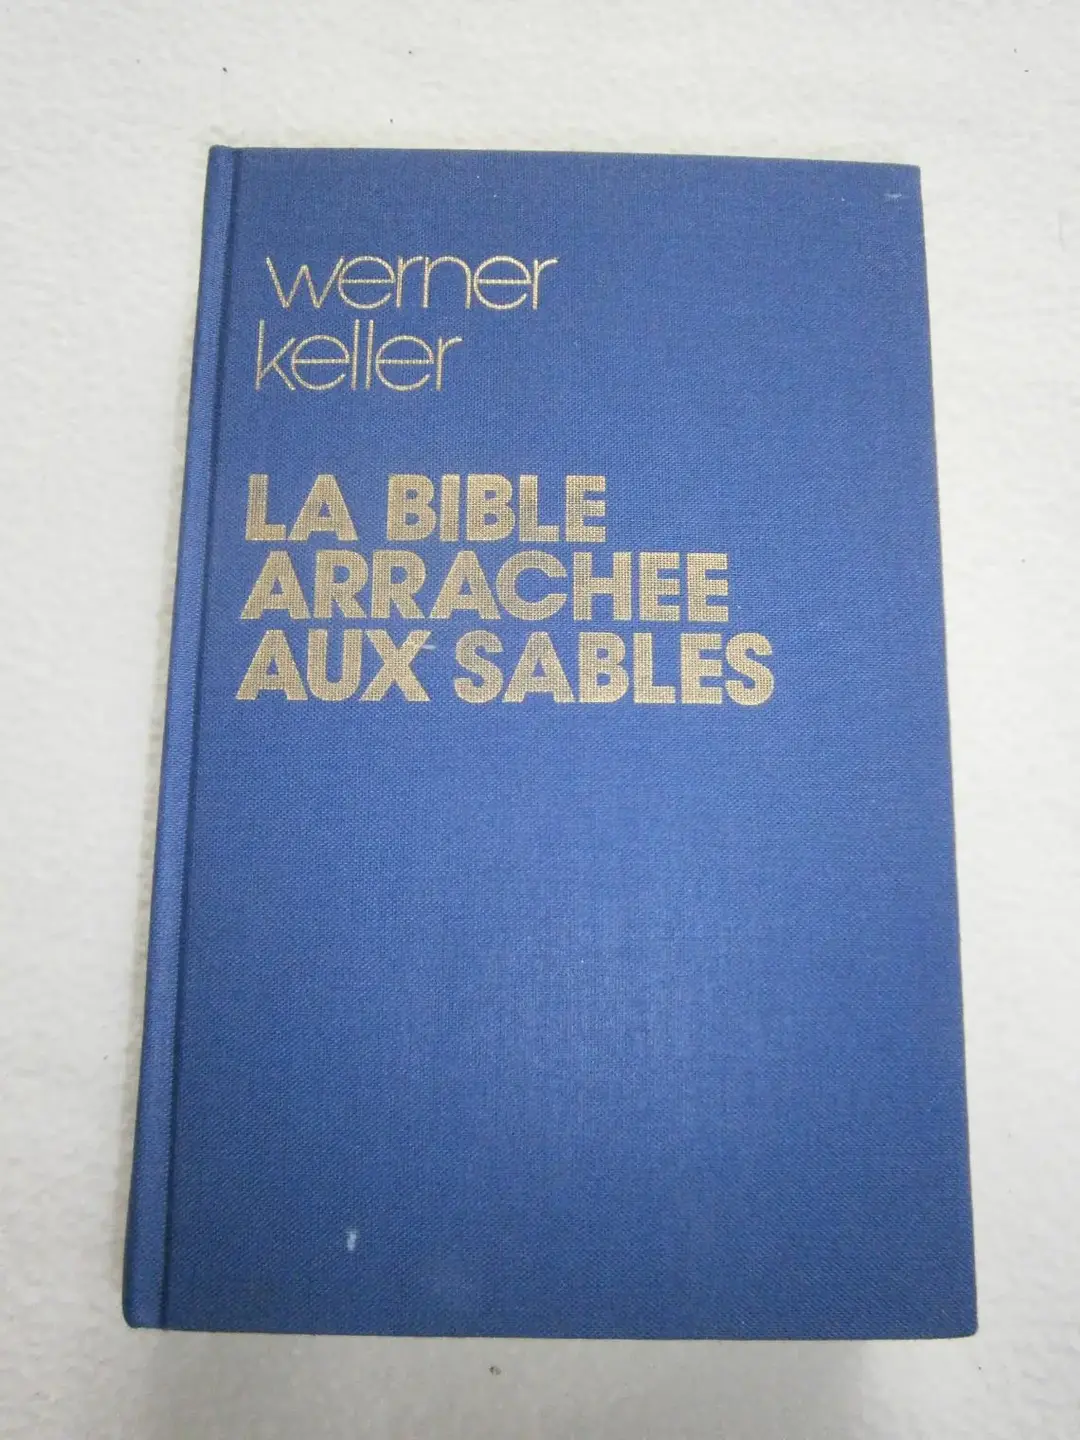 werner
keller
LA BIBLE
ARRACHEE
AUX SABLES